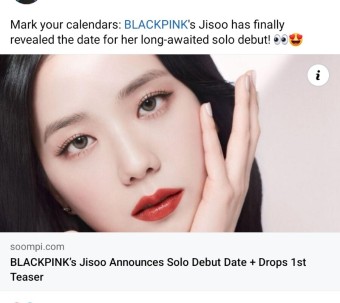 Mark your calendars: BLACKPINK's Jisoo has finally
revealed the date for her long-awaited solo debut! 👀😍
i
soompi.com
BLACKPINK's Jisoo Announces Solo Debut Date + Drops 1st
Teaser